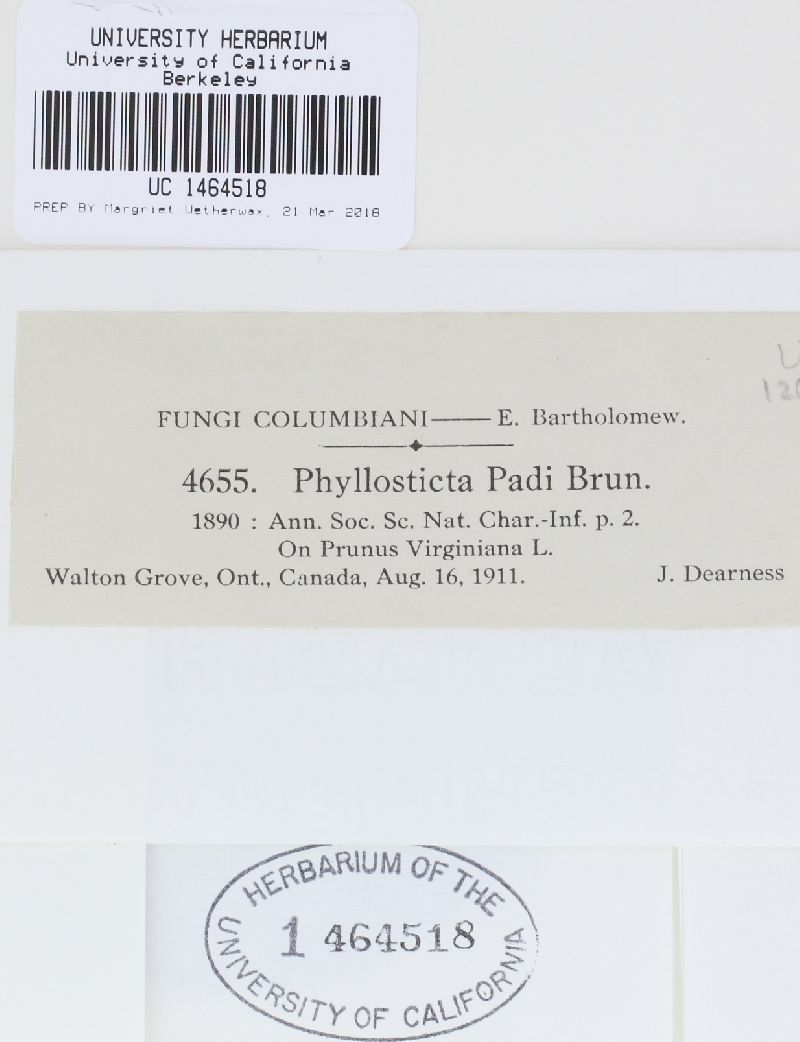 UNIVERSITY HERBARIUM
University of California
Berkeley
UC 1464518
PREP BY Margriet Wetherwax, 21 Mar 2018
FUNGI COLUMBIANI—E. Bartholomew.
4655. Phyllosticta Padi Brun.
1890 : Ann. Soc. Sc. Nat. Char.-Inf. p. 2.
On Prunus Virginiana L.
Walton Grove, Ont., Canada, Aug. 16, 1911. J. Dearness
HERBARIUM OF THE
1 464518
UNIVERSITY OF CALIFORNIA